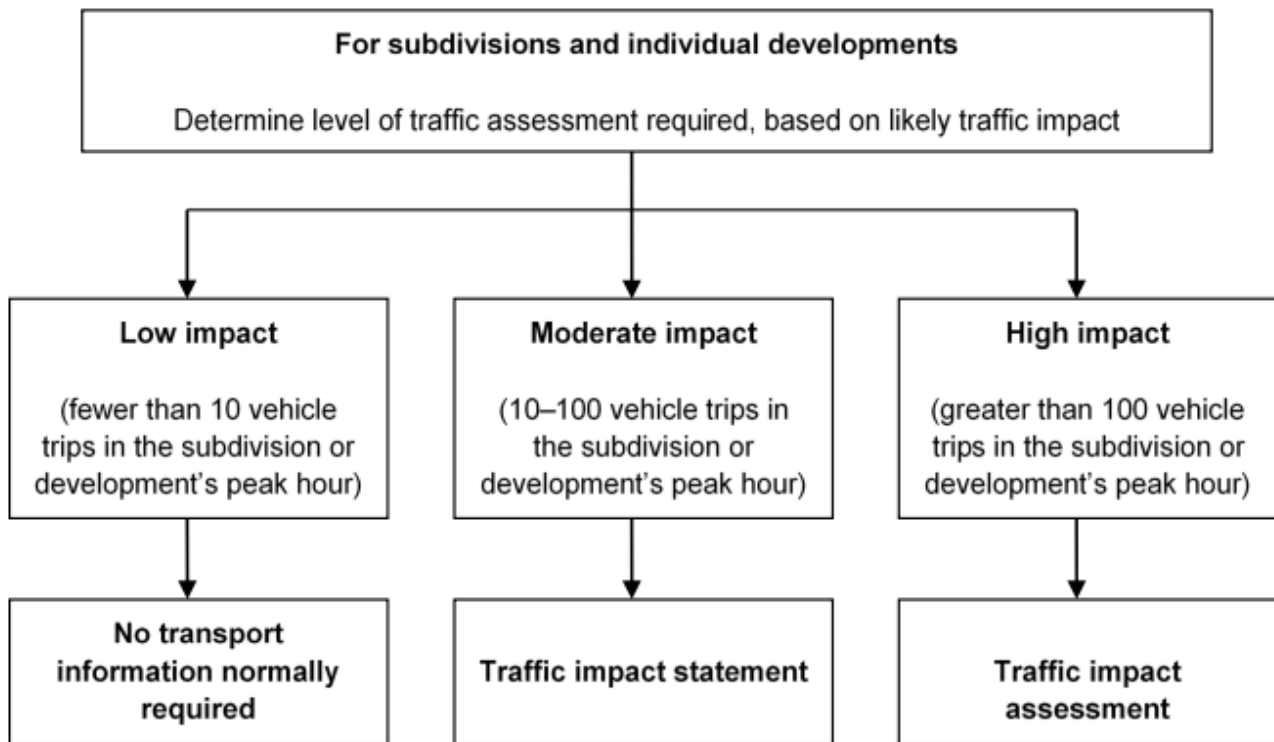 For subdivisions and individual developments
Determine level of traffic assessment required, based on likely traffic impact
Low impact
(fewer than 10 vehicle
trips in the subdivision or
development's peak hour)
Moderate impact
(10–100 vehicle trips in
the subdivision or
development's peak hour)
High impact
(greater than 100 vehicle
trips in the subdivision or
development's peak hour)
No transport
information normally
required
Traffic impact statement
Traffic impact
assessment